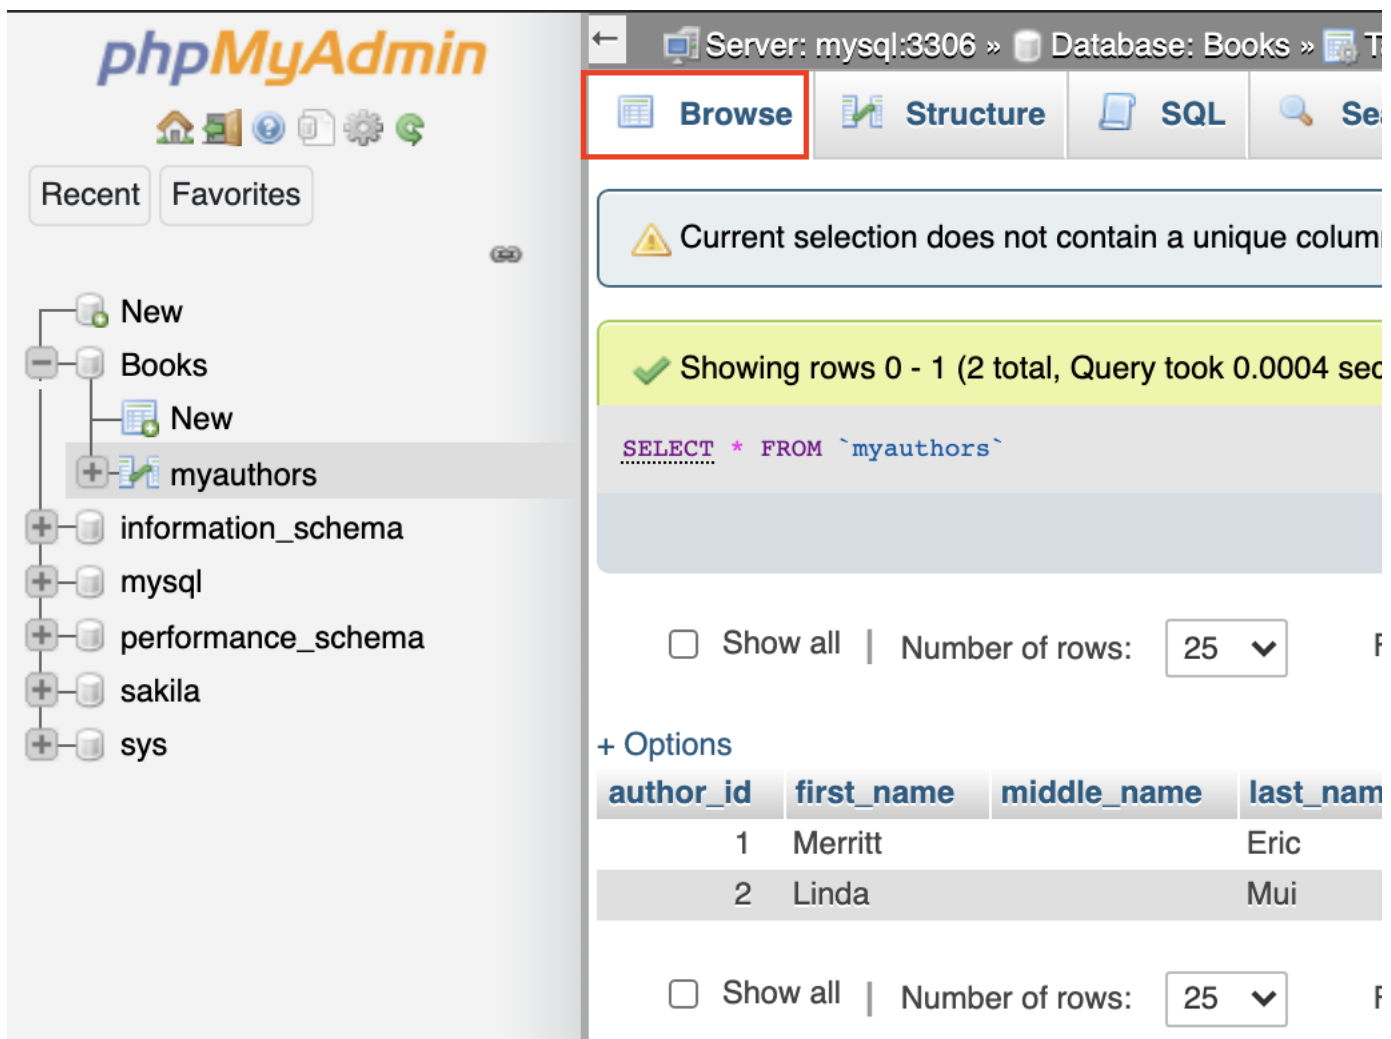 phpMyAdmin
Recent
Favorites
New
Books
New
myauthors
information_schema
mysql
performance_schema
sakila
sys
Server: mysql:3306 » Database: Books »
Browse
Structure
SQL
Current selection does not contain a unique
Showing rows 0 - 1 (2 total, Query took 0.0004
SELECT * FROM `myauthors`
Show all | Number of rows: 25
+ Options
author_id first_name middle_name
1 Merritt Eric
2 Linda Mui
Show all | Number of rows: 25